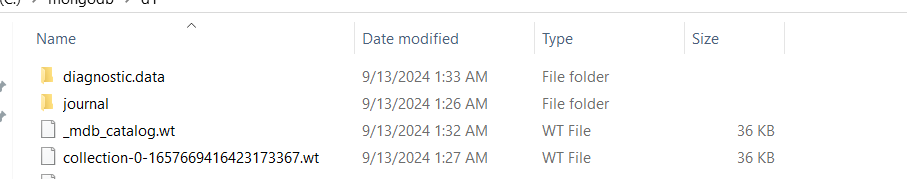 mongodb
Name Date modified Type Size
diagnostic.data 9/13/2024 1:33 AM File folder
journal 9/13/2024 1:26 AM File folder
_mdb_catalog.wt 9/13/2024 1:32 AM WT File 36 KB
collection-0-1657669416423173367.wt 9/13/2024 1:27 AM WT File 36 KB